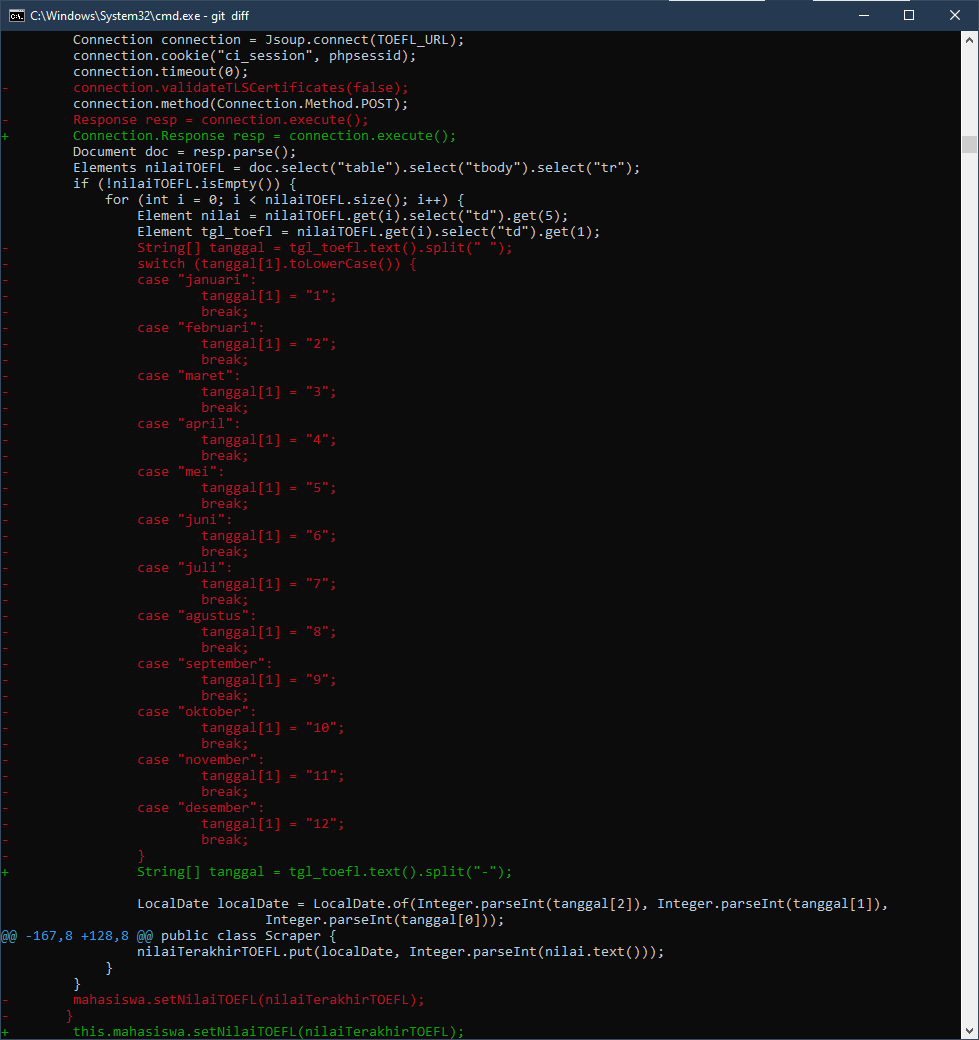 C:\Windows\System32\cmd.exe - git  diff
        Connection connection = Jsoup.connect(TOEFL_URL);
        connection.cookie("ci_session", phpsessid);
        connection.timeout(0);
-        connection.validateTLSCertificates(false);
        connection.method(Connection.Method.POST);
-        Response resp = connection.execute();
+        Connection.Response resp = connection.execute();
        Document doc = resp.parse();
        Elements nilaiTOEFL = doc.select("table").select("tbody").select("tr");
        if (!nilaiTOEFL.isEmpty()) {
            for (int i = 0; i < nilaiTOEFL.size(); i++) {
                Element nilai = nilaiTOEFL.get(i).select("td").get(5);
                Element tgl_toefl = nilaiTOEFL.get(i).select("td").get(1);
-                String[] tanggal = tgl_toefl.text().split(" ");
-                switch (tanggal[1].toLowerCase()) {
-                case "januari":
-                        tanggal[1] = "1";
-                        break;
-                case "februari":
-                        tanggal[1] = "2";
-                        break;
-                case "maret":
-                        tanggal[1] = "3";
-                        break;
-                case "april":
-                        tanggal[1] = "4";
-                        break;
-                case "mei":
-                        tanggal[1] = "5";
-                        break;
-                case "juni":
-                        tanggal[1] = "6";
-                        break;
-                case "juli":
-                        tanggal[1] = "7";
-                        break;
-                case "agustus":
-                        tanggal[1] = "8";
-                        break;
-                case "september":
-                        tanggal[1] = "9";
-                        break;
-                case "oktober":
-                        tanggal[1] = "10";
-                        break;
-                case "november":
-                        tanggal[1] = "11";
-                        break;
-                case "desember":
-                        tanggal[1] = "12";
-                        break;
-                }
+                String[] tanggal = tgl_toefl.text().split("-");

                LocalDate localDate = LocalDate.of(Integer.parseInt(tanggal[2]), Integer.parseInt(tanggal[1]),
                                Integer.parseInt(tanggal[0]));
@@ -167,8 +128,8 @@ public class Scraper {
                nilaiTerakhirTOEFL.put(localDate, Integer.parseInt(nilai.text()));
            }
        }
-        mahasiswa.setNilaiTOEFL(nilaiTerakhirTOEFL);
-       }
+        this.mahasiswa.setNilaiTOEFL(nilaiTerakhirTOEFL);